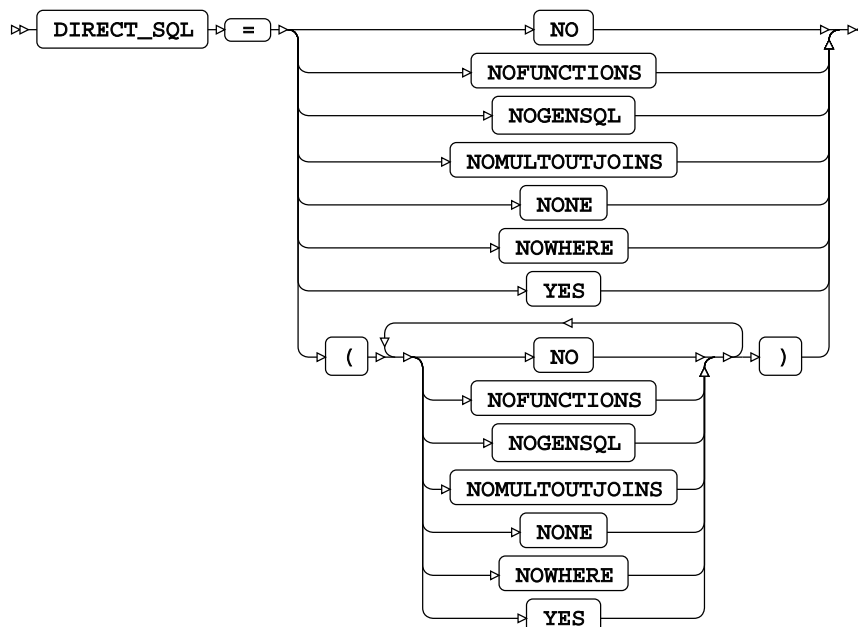 DIRECT_SQL = NO
NOFUNCTIONS
NOGENSQL
NOMULTOUTJOINS
NONE
NOWHERE
YES
( NO )
NOFUNCTIONS
NOGENSQL
NOMULTOUTJOINS
NONE
NOWHERE
YES